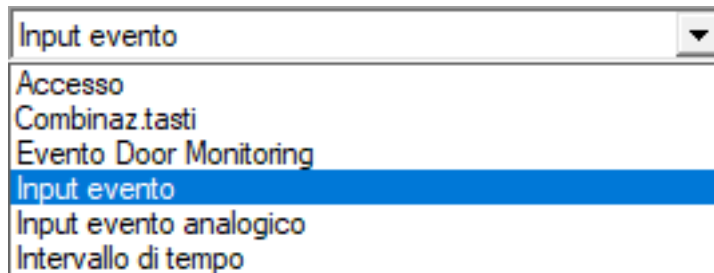 Input evento
Accesso
Combinaz.tasti
Evento Door Monitoring
Input evento
Input evento analogico
Intervallo di tempo